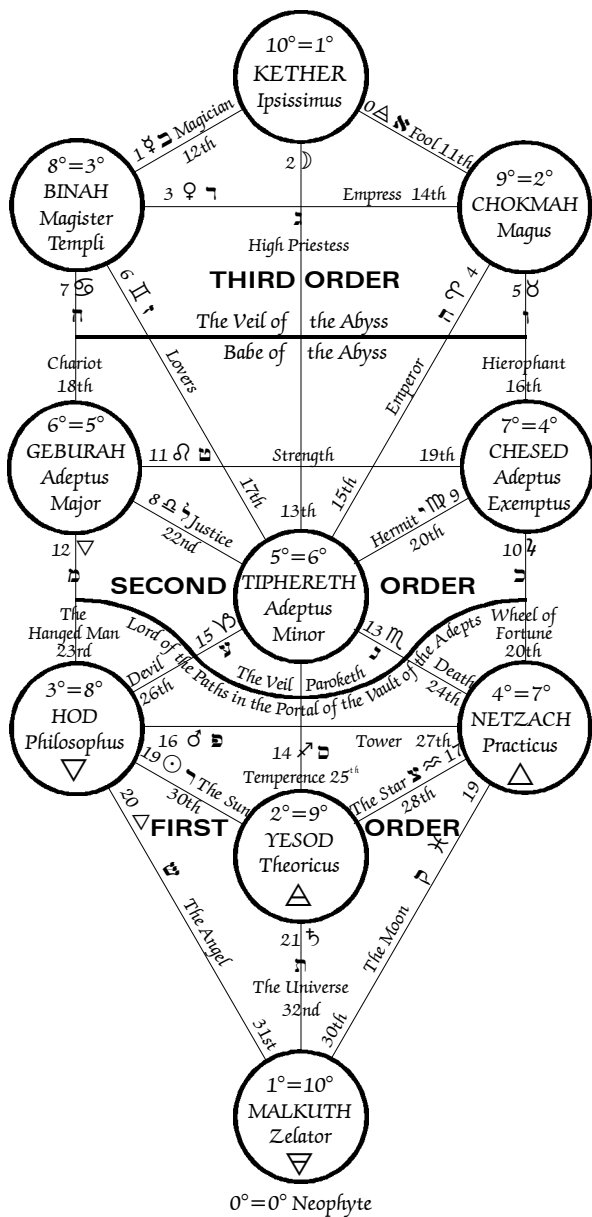 10°=1°
KETHER
Ipsissimus
1 ☿ ב Magician
12th
0 🜁 א Fool 11th
2 ☽
8°=3°
BINAH
Magister
Templi
3 ♀ ד
Empress 14th
9°=2°
CHOKMAH
Magus
ג
High Priestess
THIRD ORDER
7 ♋
ח
6 ♊ ז
ה ♈ 4
5 ♉
ו
The Veil of the Abyss
Babe of the Abyss
Chariot
18th
Lovers
17th
Emperor
15th
Hierophant
16th
6°=5°
GEBURAH
Adeptus
Major
11 ♌ ט
Strength
19th
7°=4°
CHESED
Adeptus
Exemptus
8 ♎ ל Justice
22nd
13th
Hermit י ♍ 9
20th
5°=6°
TIPHERETH
Adeptus
Minor
12 ▽
מ
10 ♃
כ
SECOND ORDER
The
Hanged Man
23rd
Lord of the Paths in the Portal of the Vault of the Adepts
Wheel of
Fortune
20th
15 ♑
ע
Devil
26th
The Veil Paroketh
13 ♏
נ
Death
24th
3°=8°
HOD
Philosophus
▽
16 ♂ פ
Tower 27th
4°=7°
NETZACH
Practicus
△
14 ♐ ס
Temperence 25th
19 ☉ ר The Sun
30th
The Star צ ♒ 17
28th
FIRST ORDER
2°=9°
YESOD
Theoricus
🜁
20 △
ש
The Angel
31st
19
♓
ק
The Moon
30th
21 ♄
ת
The Universe
32nd
1°=10°
MALKUTH
Zelator
🜃
0°=0° Neophyte